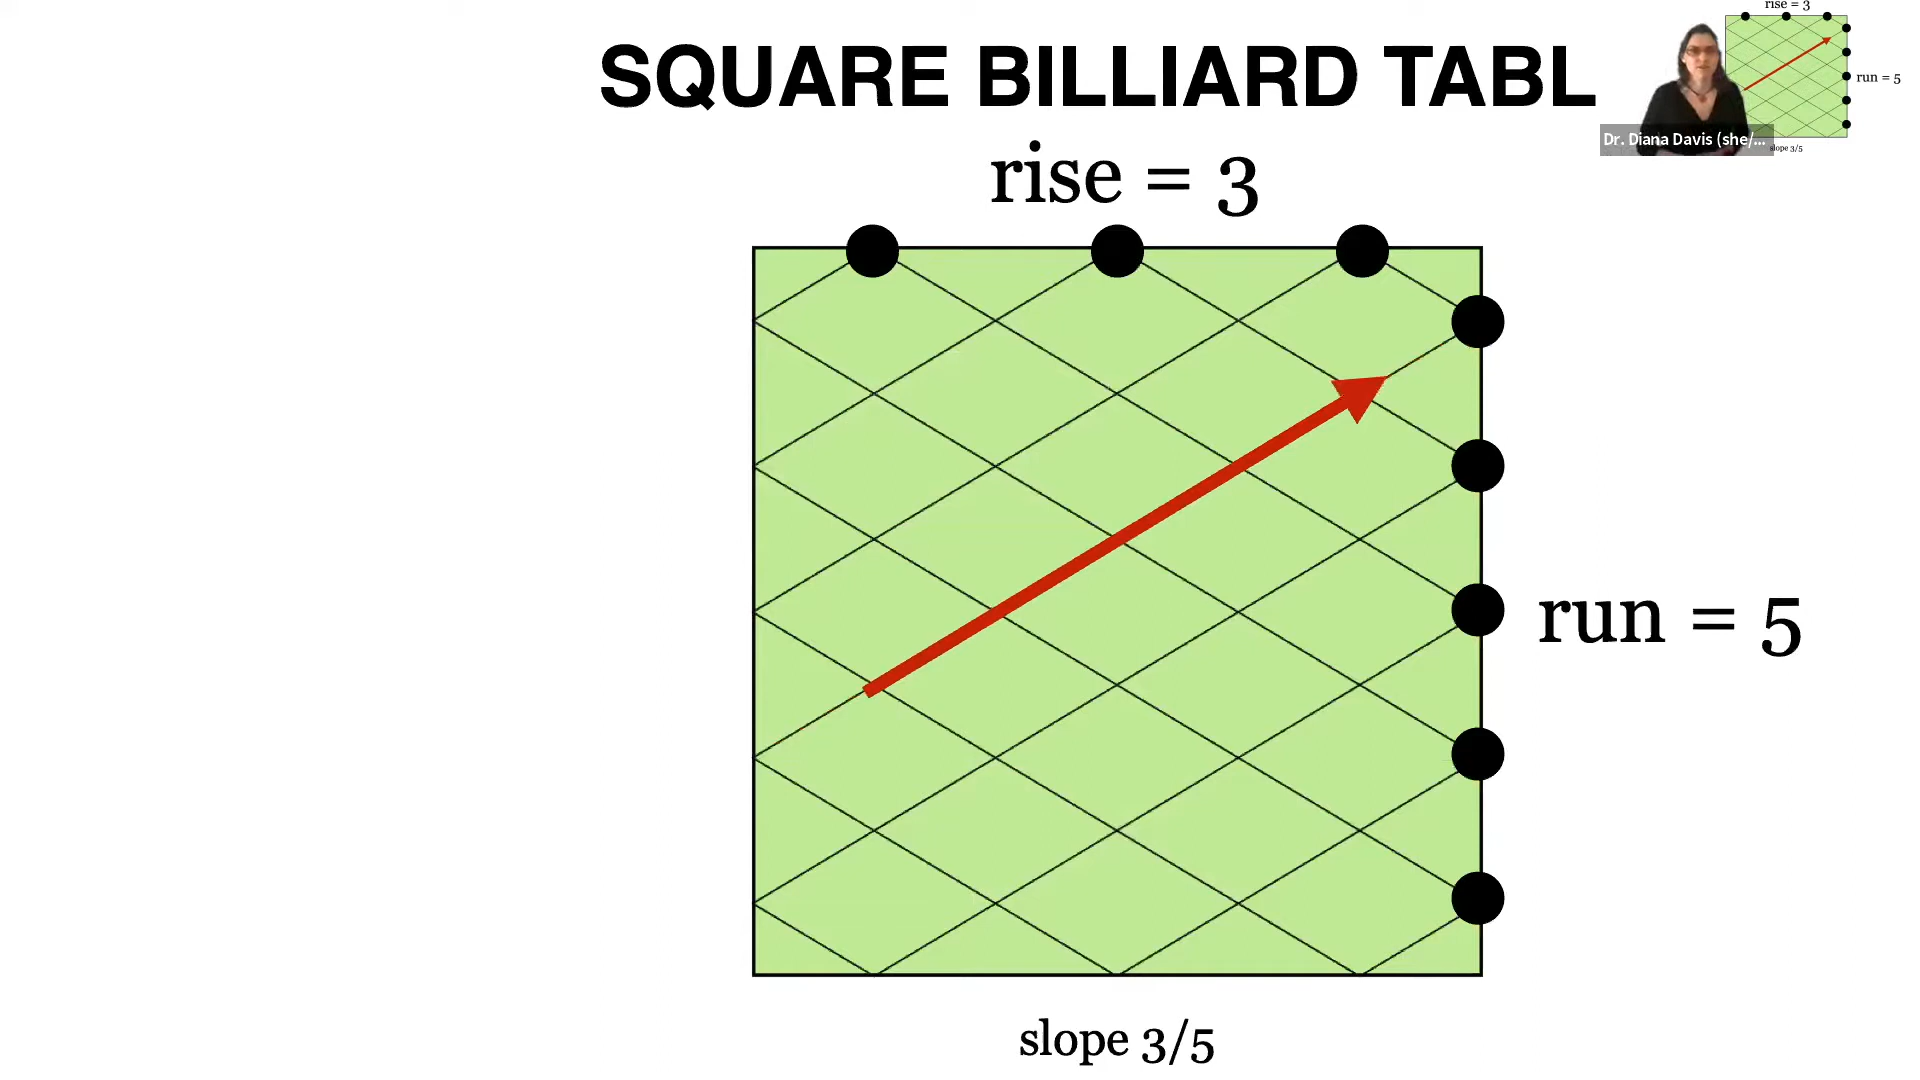 SQUARE BILLIARD TABL
rise = 3
run = 5
slope 3/5
rise = 3
run = 5
Dr. Diana Davis (she/...
slope 3/5